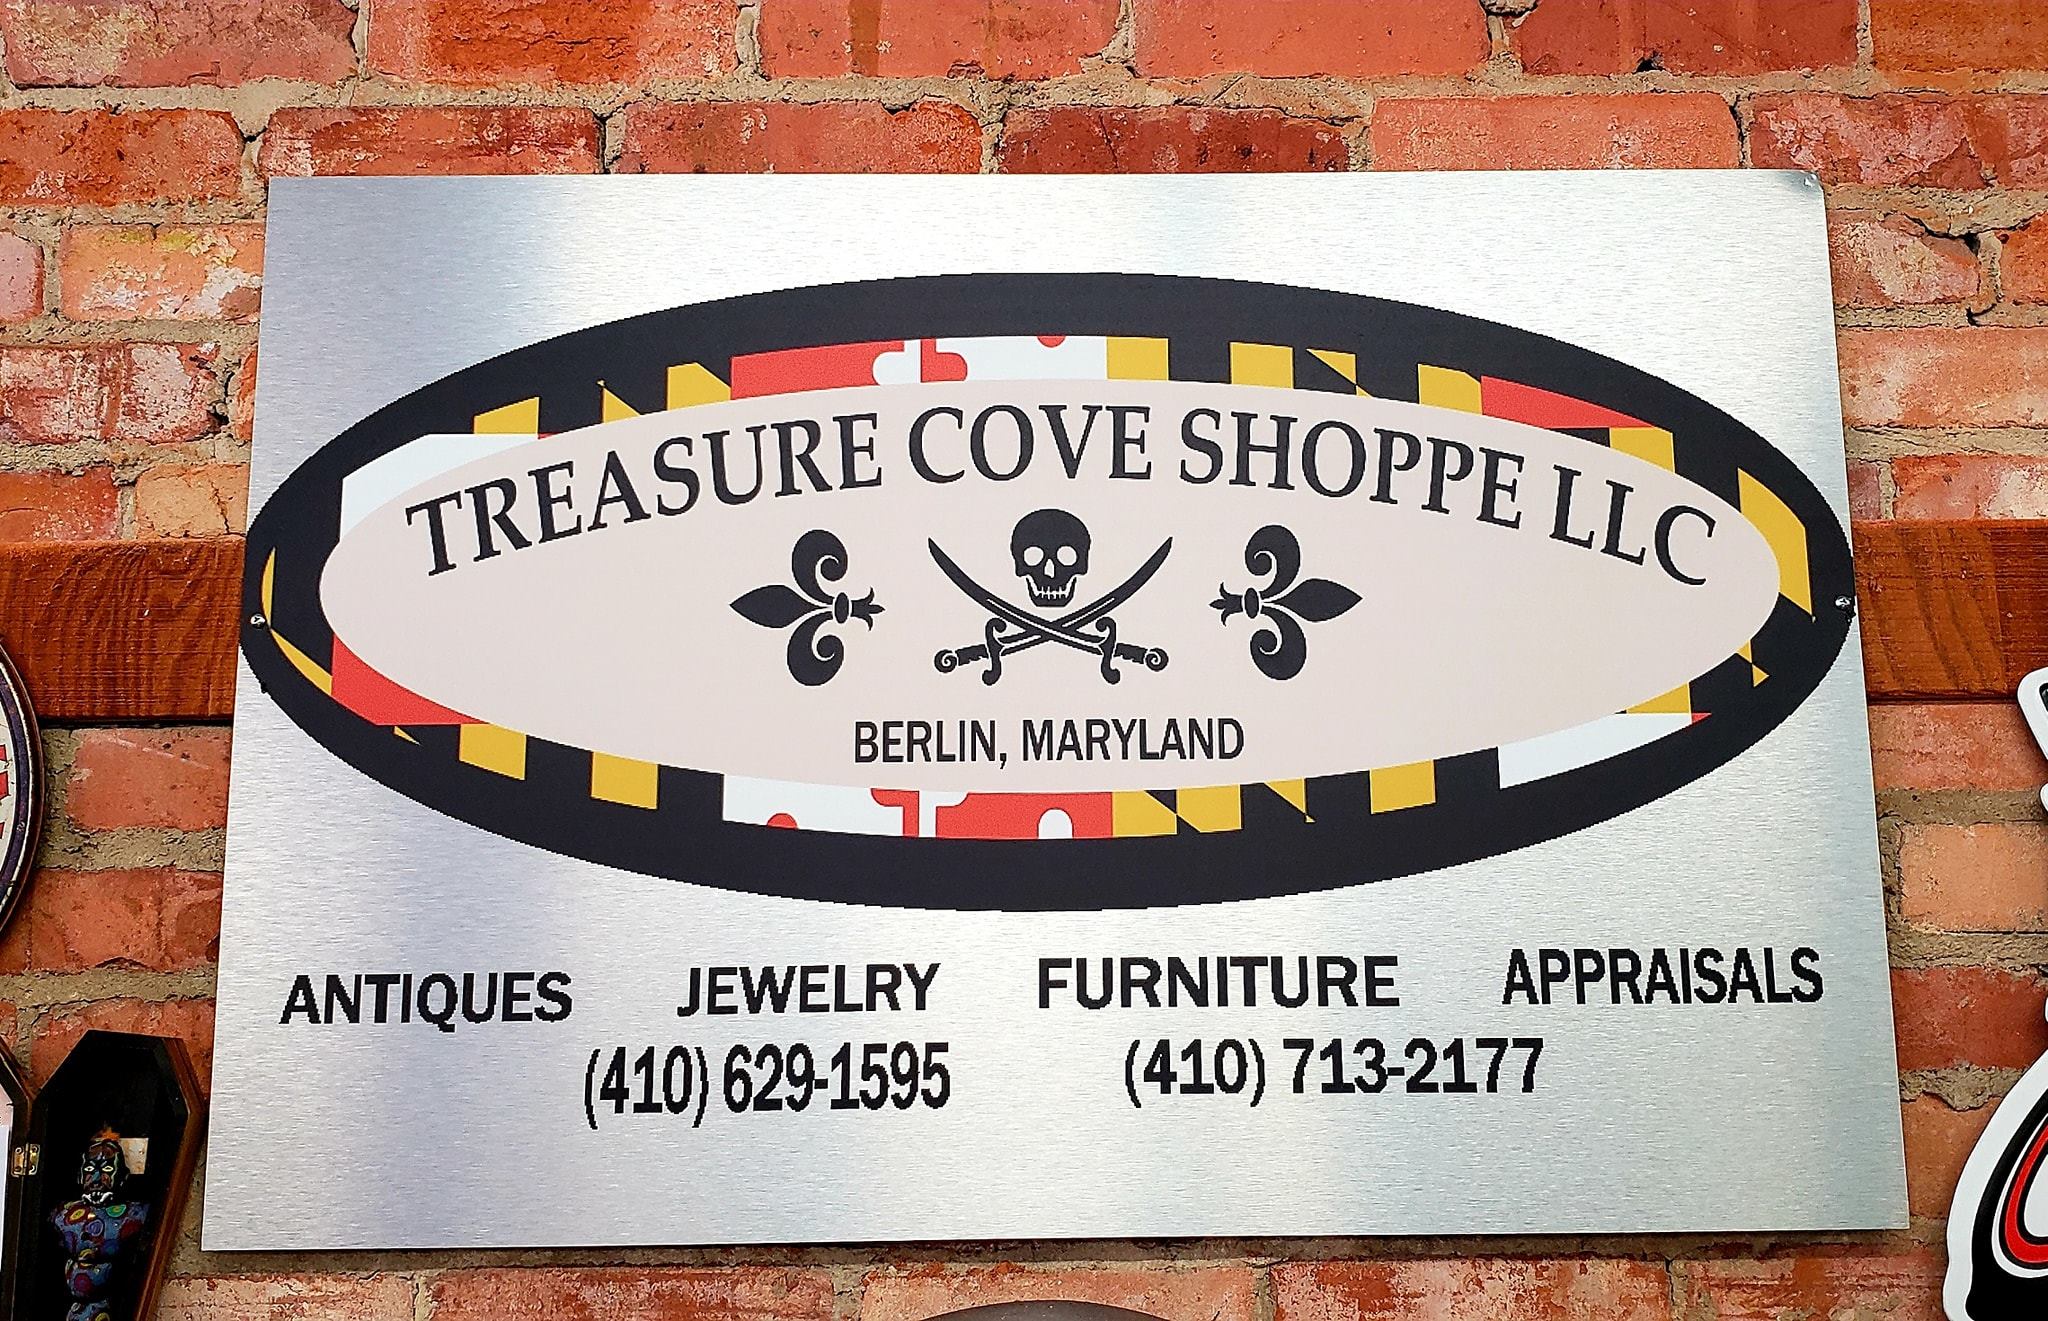 TREASURE COVE SHOPPE LLC
BERLIN, MARYLAND
ANTIQUES JEWELRY FURNITURE APPRAISALS
(410) 629-1595 (410) 713-2177